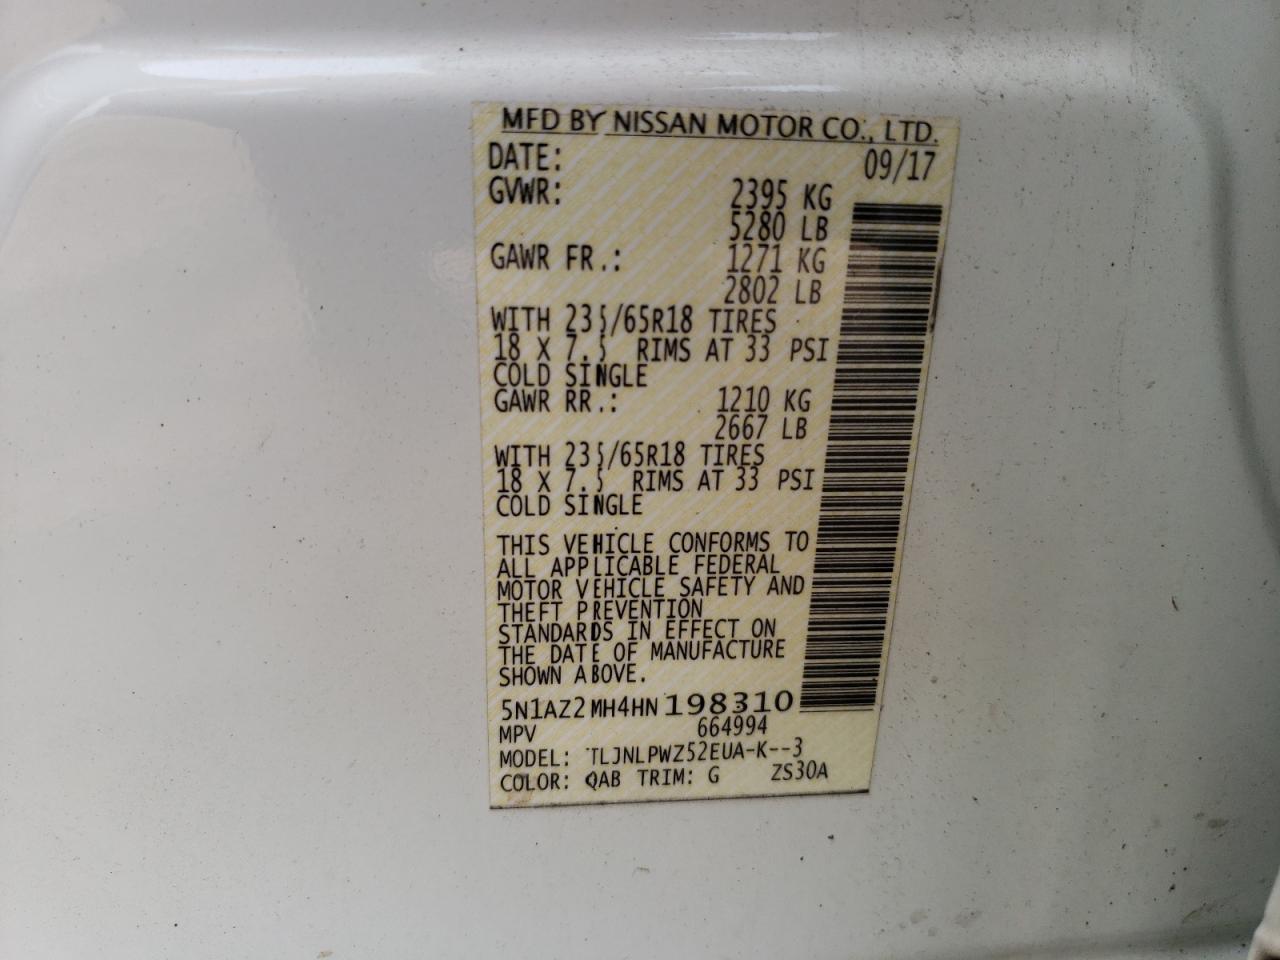 MFD BY NISSAN MOTOR CO., LTD.
DATE: 09/17
GVWR: 2395 KG
5280 LB
GAWR FR.: 1271 KG
2802 LB
WITH 235/65R18 TIRES
18 X 7.5 RIMS AT 33 PSI
COLD SINGLE
GAWR RR.: 1210 KG
2667 LB
WITH 235/65R18 TIRES
18 X 7.5 RIMS AT 33 PSI
COLD SINGLE
THIS VEHICLE CONFORMS TO
ALL APPLICABLE FEDERAL
MOTOR VEHICLE SAFETY AND
THEFT PREVENTION
STANDARDS IN EFFECT ON
THE DATE OF MANUFACTURE
SHOWN ABOVE.
5N1AZ2MH4HN198310
MPV 664994
MODEL: TLJNLPWZ52EUA-K--3
COLOR: QAB TRIM: G ZS30A